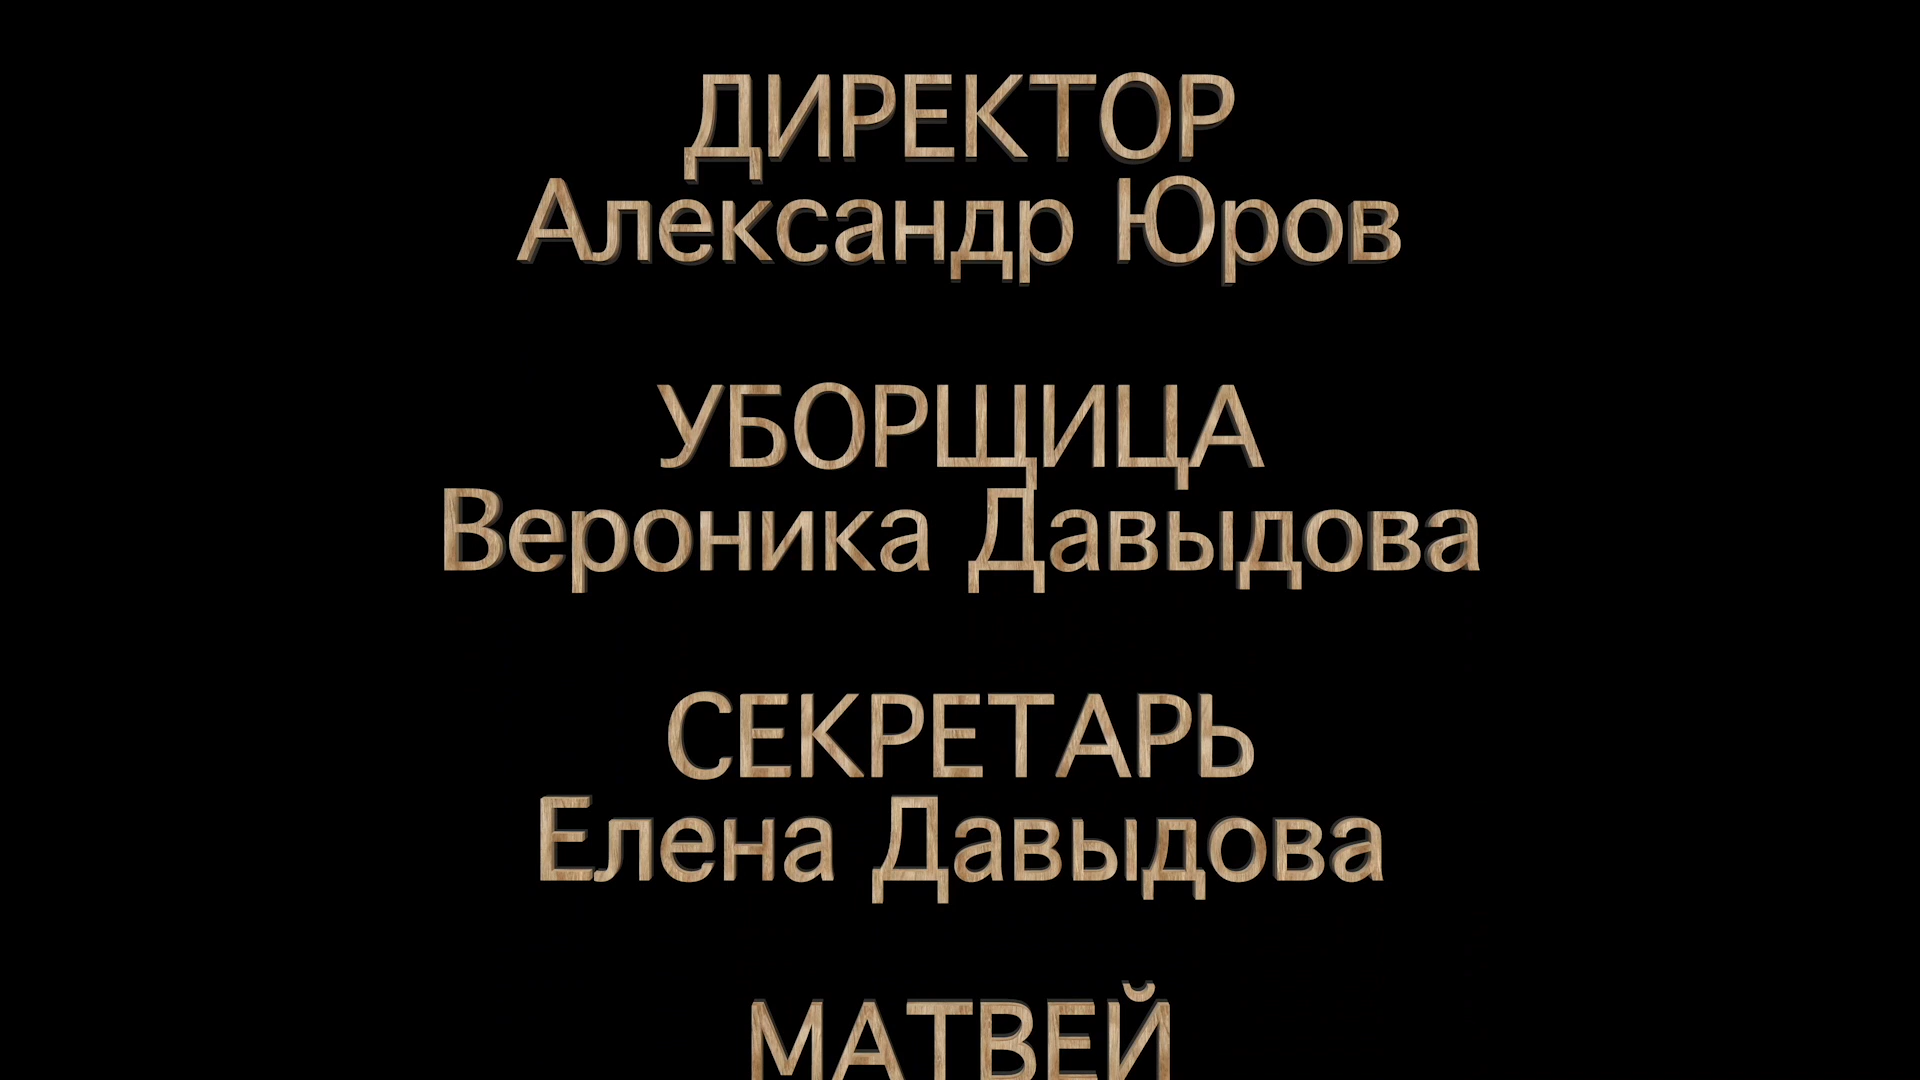 ДИРЕКТОР
Александр Юров
УБОРЩИЦА
Вероника Давыдова
СЕКРЕТАРЬ
Елена Давыдова
МАТВЕЙ